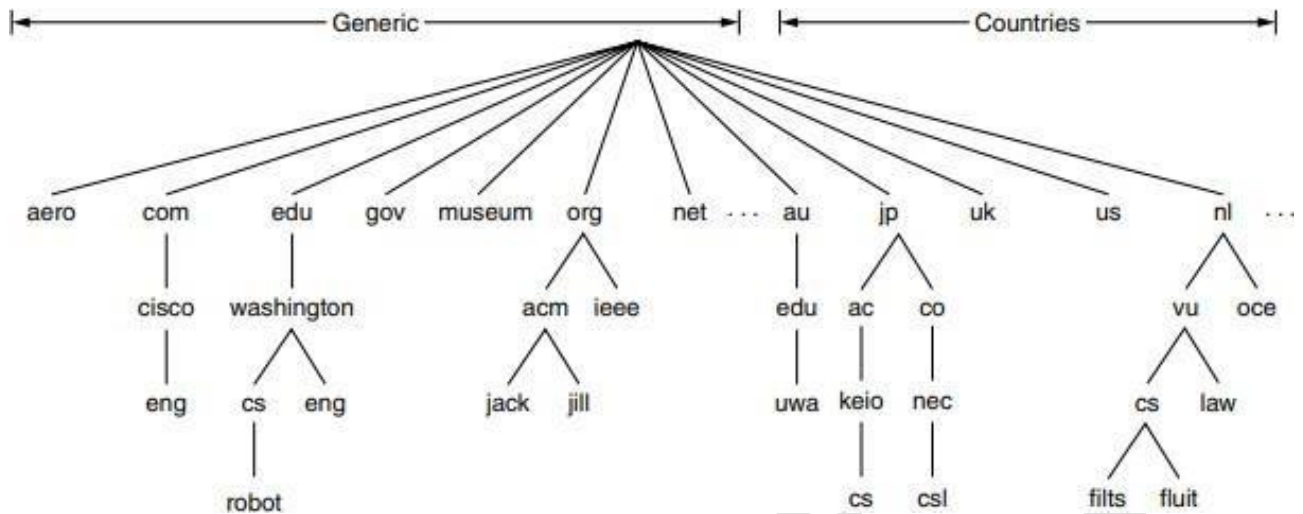 Generic Countries
aero com edu gov museum org net ... au jp uk us nl ...
cisco washington acm ieee edu ac co vu oce
eng cs eng jack jill uwa keio nec cs law
robot cs csl filts fluit